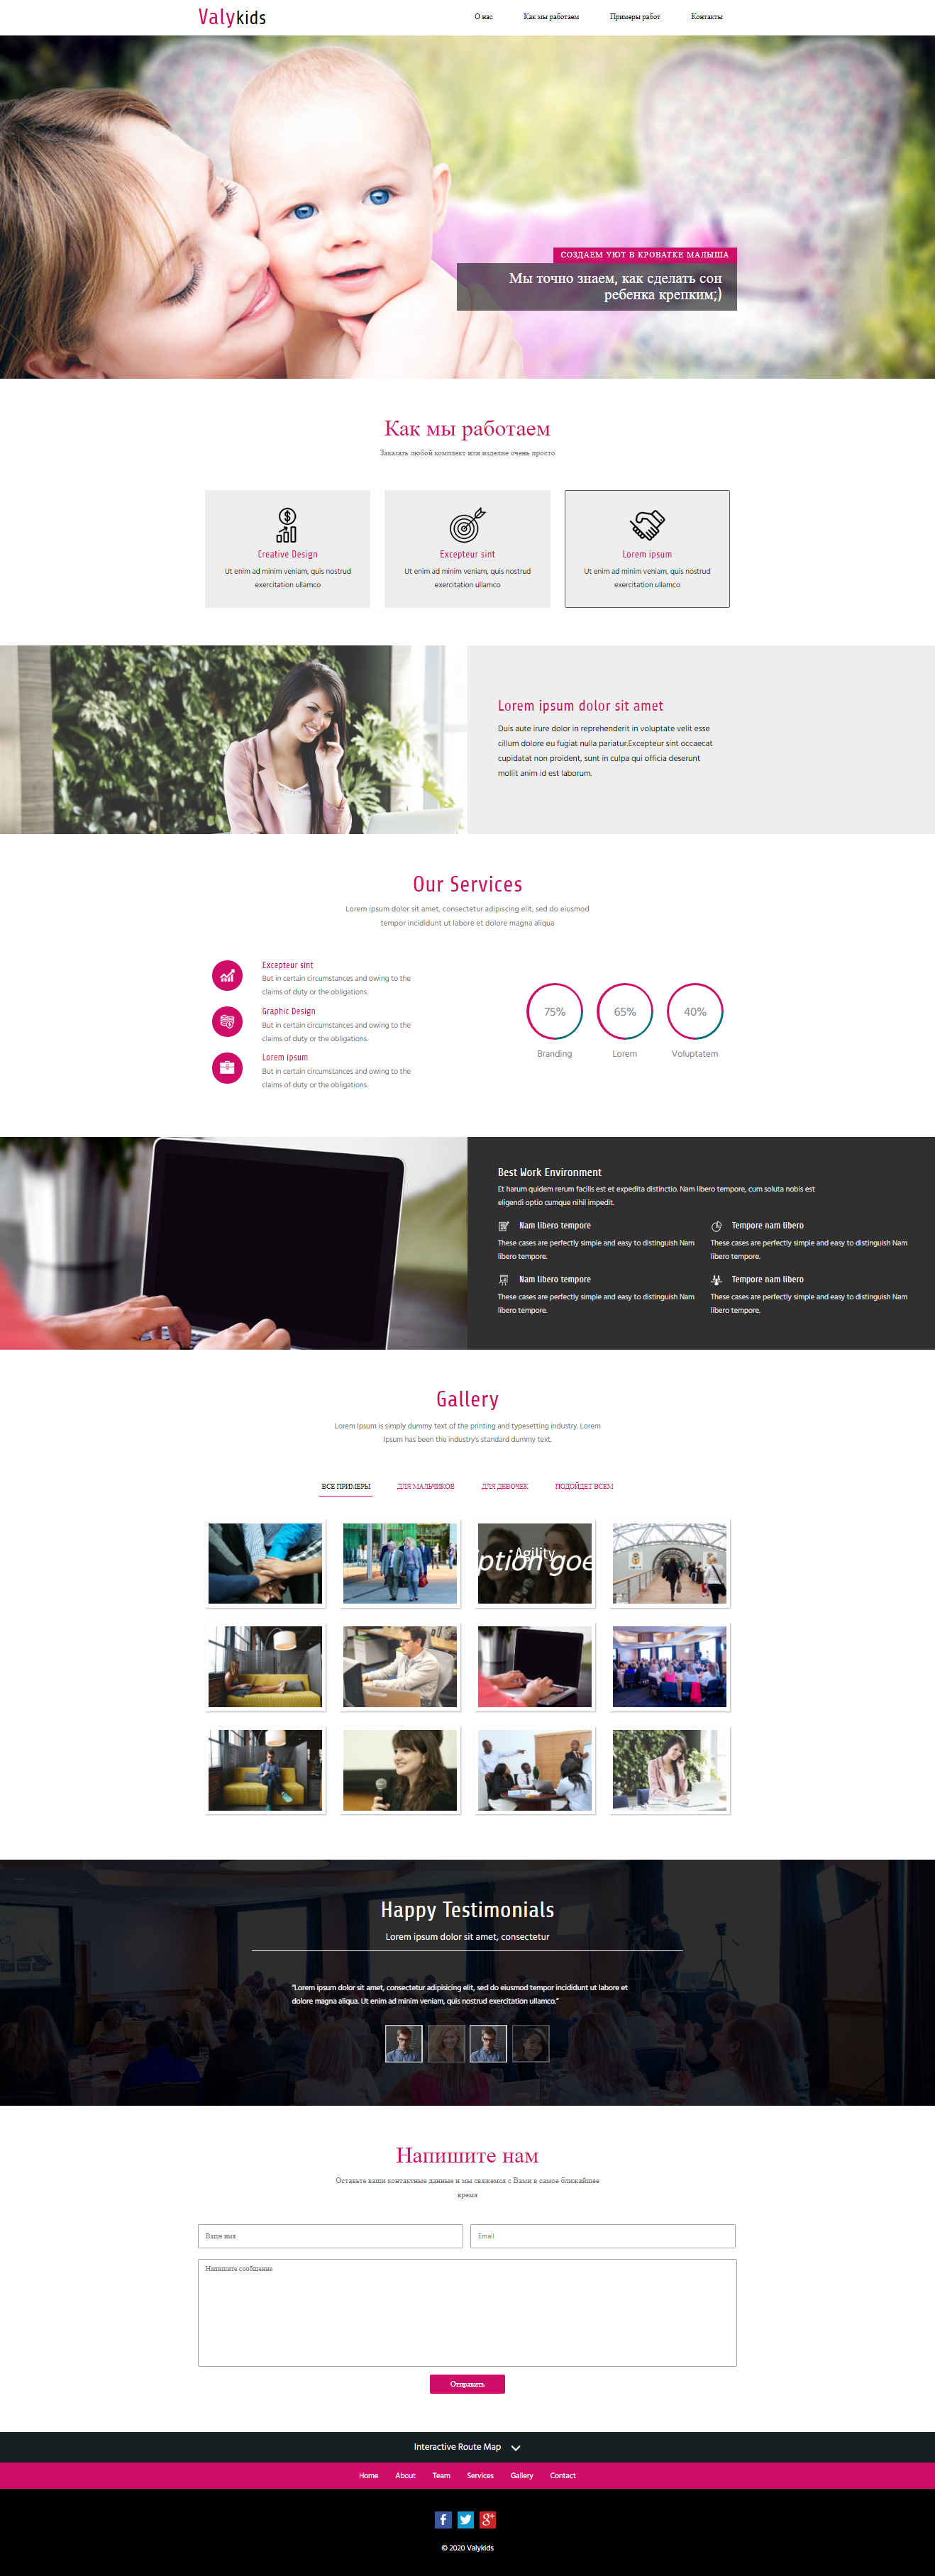 Valykids
О нас Как мы работаем Примеры работ Контакты
СОЗДАЕМ УЮТ В КРОВАТКЕ МАЛЫША
Мы точно знаем, как сделать сон
ребенка крепким;)
Как мы работаем
Заказать любой комплект или изделие очень просто
Creative Design
Ut enim ad minim veniam, quis nostrud
exercitation ullamco
Excepteur sint
Ut enim ad minim veniam, quis nostrud
exercitation ullamco
Lorem ipsum
Ut enim ad minim veniam, quis nostrud
exercitation ullamco
Lorem ipsum dolor sit amet
Duis aute irure dolor in reprehenderit in voluptate velit esse
cillum dolore eu fugiat nulla pariatur.Excepteur sint occaecat
cupidatat non proident, sunt in culpa qui officia deserunt
mollit anim id est laborum.
Our Services
Lorem ipsum dolor sit amet, consectetur adipiscing elit, sed do eiusmod
tempor incididunt ut labore et dolore magna aliqua
Excepteur sint
But in certain circumstances and owing to the
claims of duty or the obligations.
Graphic Design
But in certain circumstances and owing to the
claims of duty or the obligations.
Lorem ipsum
But in certain circumstances and owing to the
claims of duty or the obligations.
75% 65% 40%
Branding Lorem Voluptatem
Best Work Environment
Et harum quidem rerum facilis est et expedita distinctio. Nam libero tempore, cum soluta nobis est
eligendi optio cumque nihil impedit.
Nam libero tempore
These cases are perfectly simple and easy to distinguish Nam
libero tempore.
Tempore nam libero
These cases are perfectly simple and easy to distinguish Nam
libero tempore.
Nam libero tempore
These cases are perfectly simple and easy to distinguish Nam
libero tempore.
Tempore nam libero
These cases are perfectly simple and easy to distinguish Nam
libero tempore.
Gallery
Lorem Ipsum is simply dummy text of the printing and typesetting industry. Lorem
Ipsum has been the industry's standard dummy text.
ВСЕ ПРИМЕРЫ ДЛЯ МАЛЬЧИКОВ ДЛЯ ДЕВОЧЕК ПОДОЙДЕТ ВСЕМ
Agility
ption goe
Happy Testimonials
Lorem ipsum dolor sit amet, consectetur
"Lorem ipsum dolor sit amet, consectetur adipisicing elit, sed do eiusmod tempor incididunt ut labore et
dolore magna aliqua. Ut enim ad minim veniam, quis nostrud exercitation ullamco."
Напишите нам
Оставьте ваши контактные данные и мы свяжемся с Вами в самое ближайшее
время
Ваше имя Email
Напишите сообщение
Отправить
Interactive Route Map
Home About Team Services Gallery Contact
© 2020 Valykids